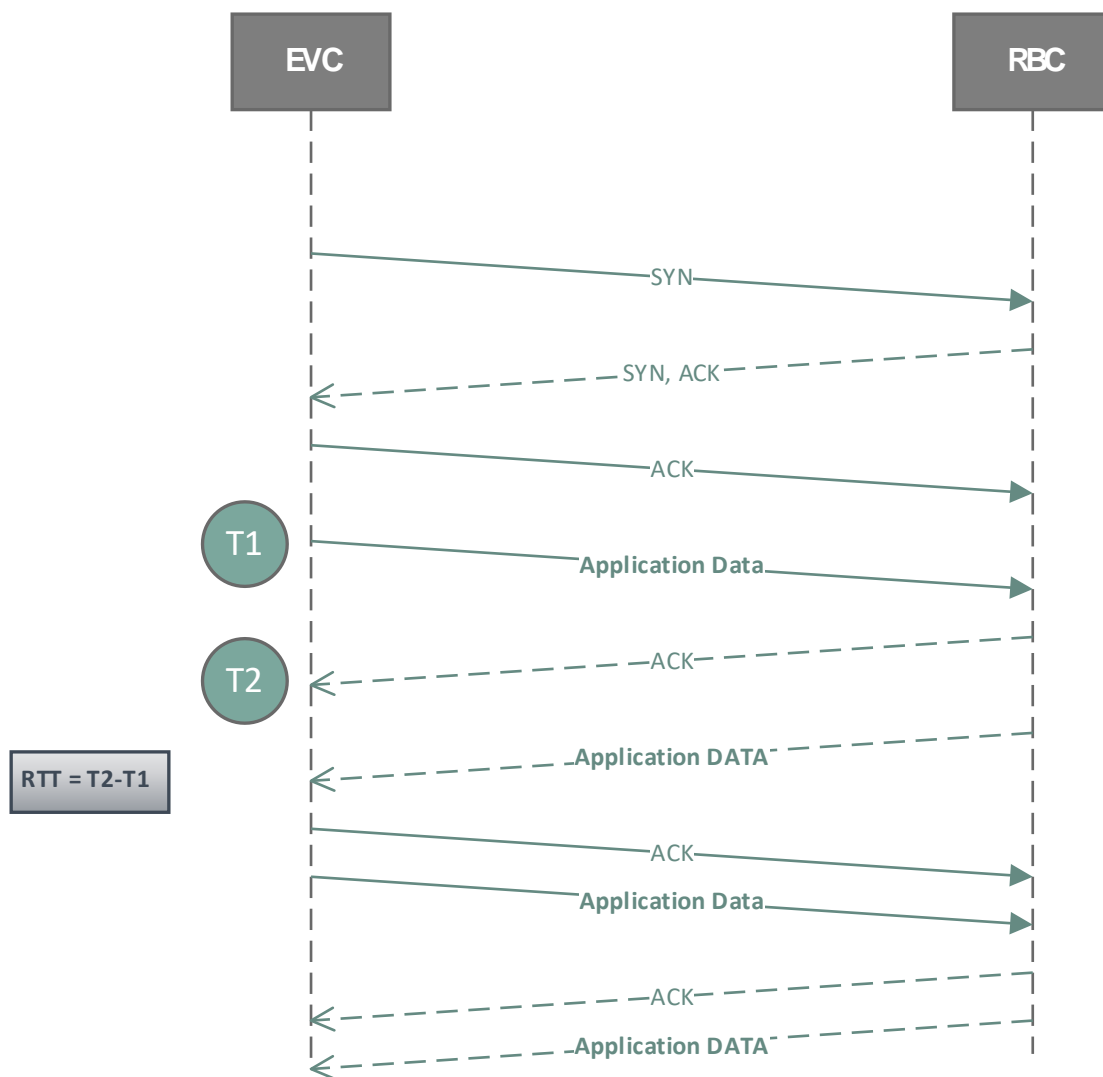 EVC
RBC
SYN
SYN, ACK
ACK
T1
Application Data
ACK
T2
Application DATA
RTT = T2-T1
ACK
Application Data
ACK
Application DATA